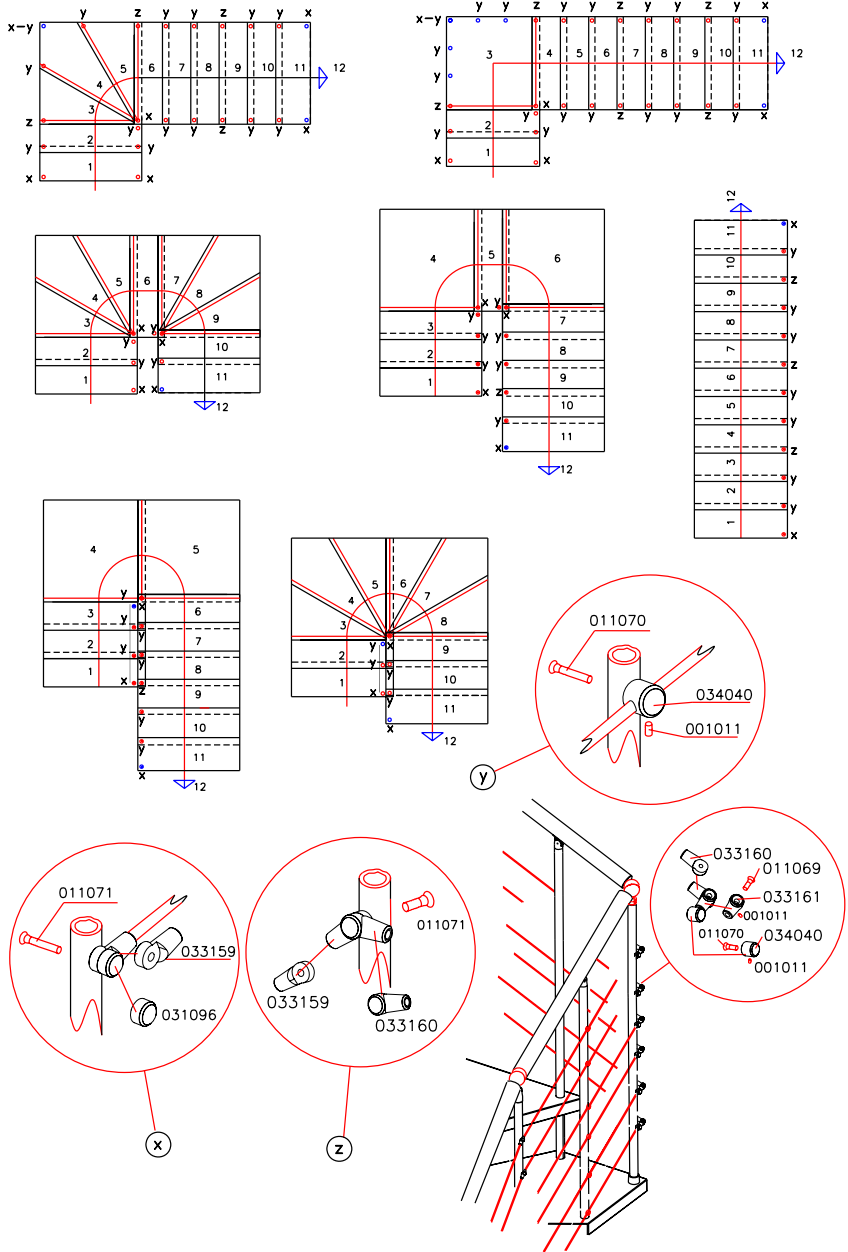 x-y y z y y z y y x y y z y y z y y x
y 4 5 6 7 8 9 10 11 12
x-y 3 4 5 6 7 8 9 10 11 12
y
y
z 3 x y y y z y y x
z x y y y z y y z y y x
2 y y
y 2 y
1
x x
x 1 x
12
11 x
10 y
9 z
8 y
7 y
6 z
5 y
4 y
3 z
2 y
1 y
x
5 6 7
4 8
3 x y 9
y x
2 y y 10
1 x x 11
12
4 5 6
x y
3 y x 7
2 y y 8
y y 9
1 x z 10
y 11
x
12
4 5
y x 6
3 y y 7
2 y y 8
1 x z 9
y 10
y 11
x
12
5 6
4 7
3 y x 8
2 y y 9
1 x y 10
x 11
12
011070
034040
001011
y
011071
033159
031096
x
011071
033159
033160
z
033160
011069
033161
001011
011070
034040
001011